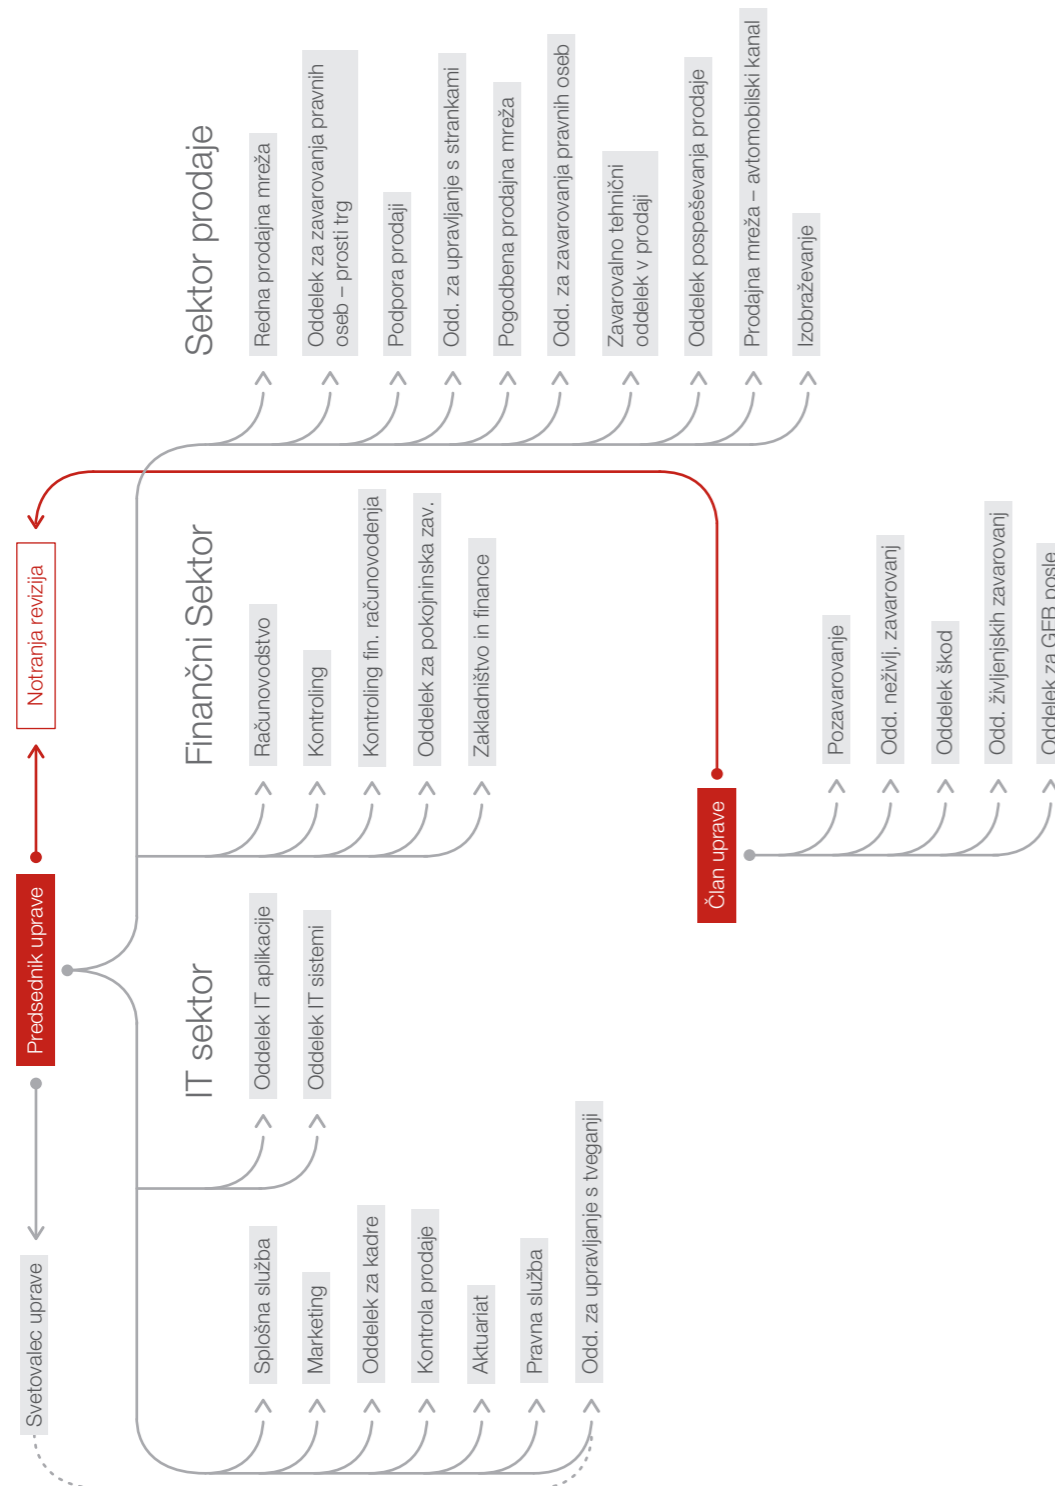 Svetovalec uprave
Predsednik uprave
Notranja revizija
Splošna služba
Marketing
Oddelek za kadre
Kontrola prodaje
Aktuariat
Pravna služba
Odd. za upravljanje s tveganji
IT sektor
Oddelek IT aplikacije
Oddelek IT sistemi
Finančni Sektor
Računovodstvo
Kontroling
Kontroling fin. računovodenja
Oddelek za pokojninska zav.
Zakladništvo in finance
Sektor prodaje
Redna prodajna mreža
Oddelek za zavarovanja pravnih
oseb – prosti trg
Podpora prodaji
Odd. za upravljanje s strankami
Pogodbena prodajna mreža
Odd. za zavarovanja pravnih oseb
Zavarovalno tehnični
oddelek v prodaji
Oddelek pospeševanja prodaje
Prodajna mreža – avtomobilski kanal
Izobraževanje
Član uprave
Pozavarovanje
Odd. neživlj. zavarovanj
Oddelek škod
Odd. življenjskih zavarovanj
Oddelek za GEB posle